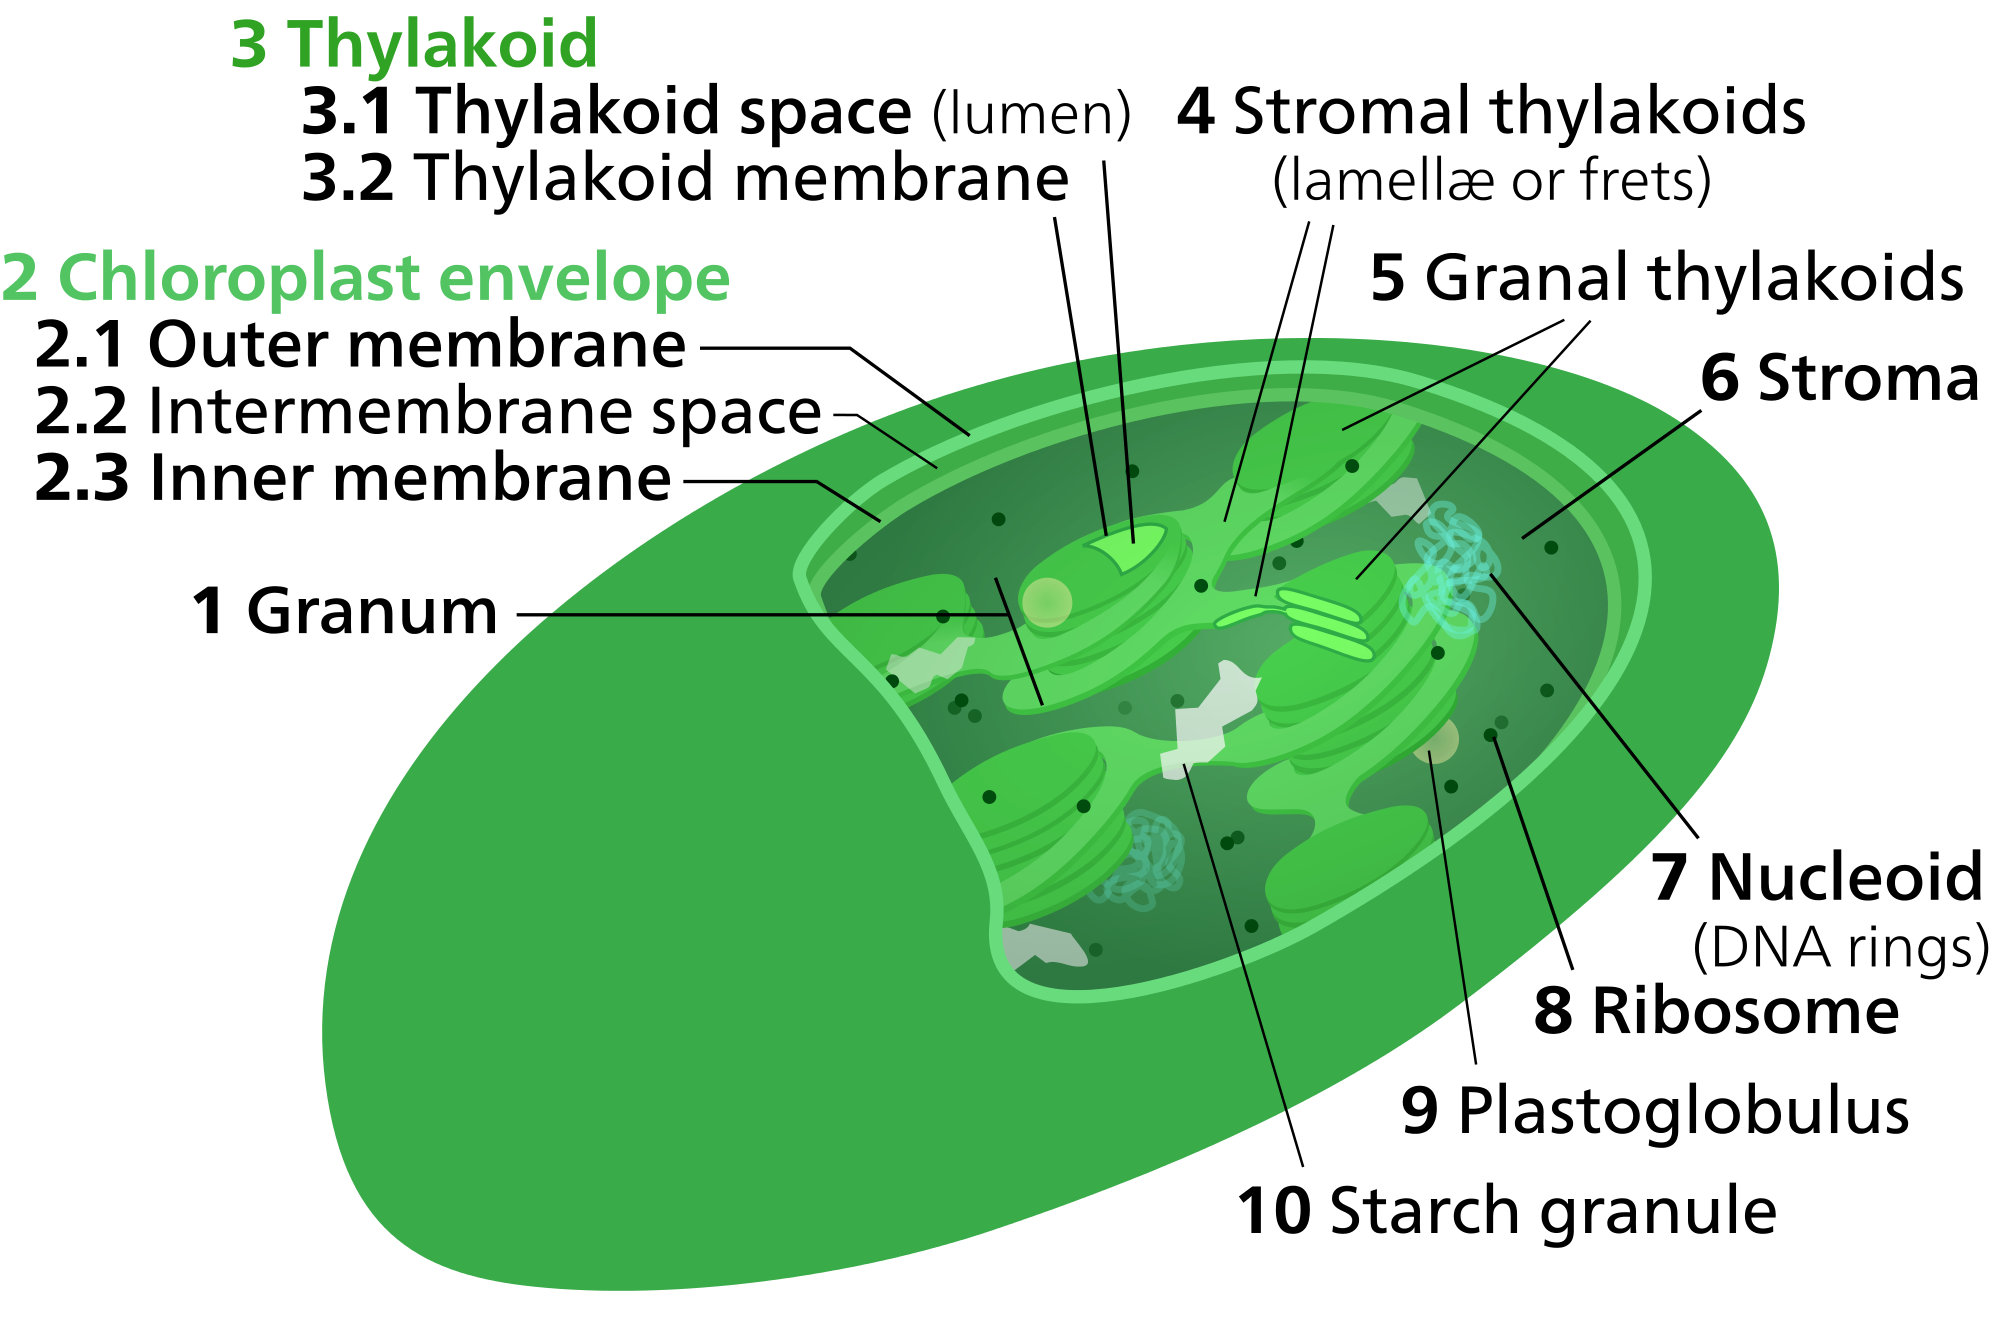 3 Thylakoid
3.1 Thylakoid space (lumen)
3.2 Thylakoid membrane
4 Stromal thylakoids
(lamellæ or frets)
2 Chloroplast envelope
2.1 Outer membrane
2.2 Intermembrane space
2.3 Inner membrane
5 Granal thylakoids
6 Stroma
1 Granum
7 Nucleoid
(DNA rings)
8 Ribosome
9 Plastoglobulus
10 Starch granule